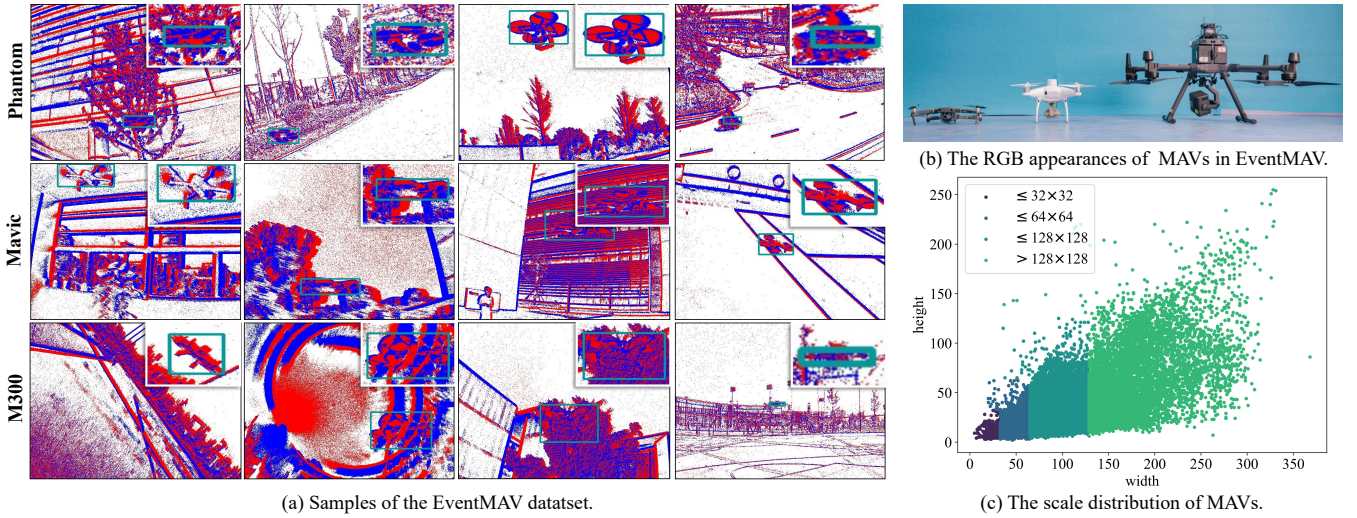 Phantom
Mavic
M300
(a) Samples of the EventMAV datatset.
(b) The RGB appearances of MAVs in EventMAV.
≤ 32×32
≤ 64×64
≤ 128×128
> 128×128
height
250
200
150
100
50
0
0 50 100 150 200 250 300 350
width
(c) The scale distribution of MAVs.